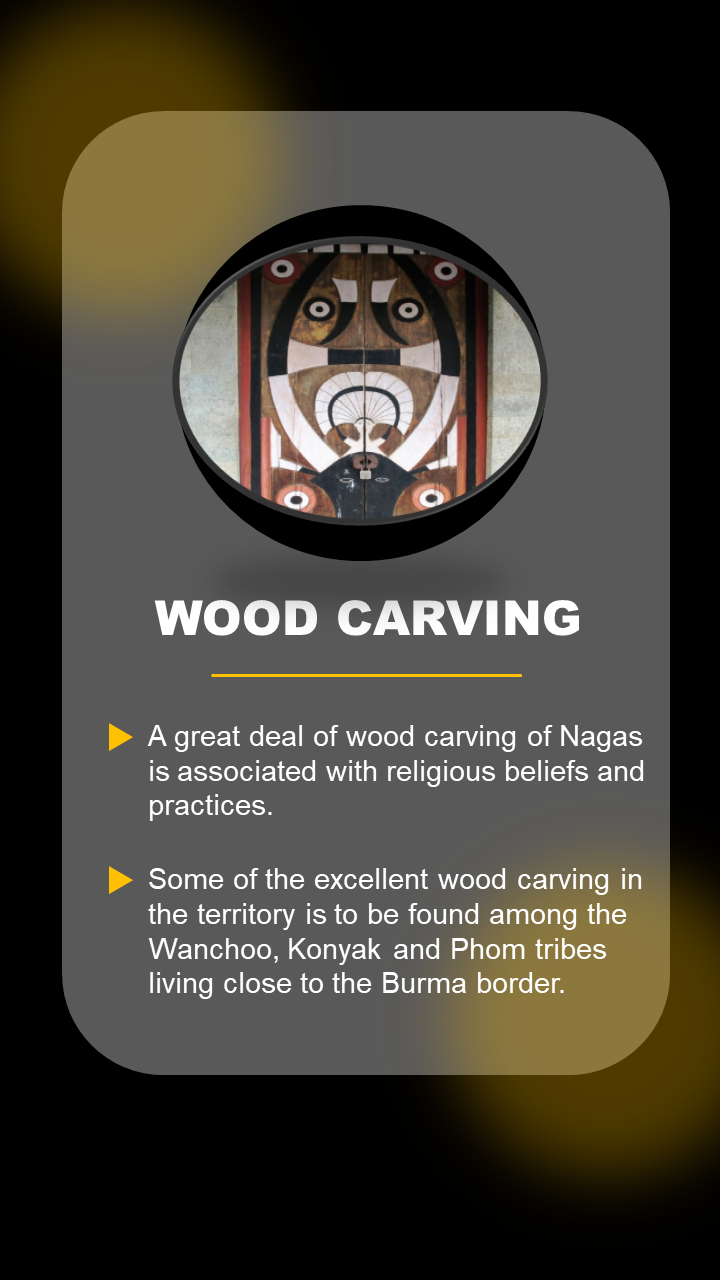 WOOD CARVING
A great deal of wood carving of Nagas
is associated with religious beliefs and
practices.
Some of the excellent wood carving in
the territory is to be found among the
Wanchoo, Konyak and Phom tribes
living close to the Burma border.